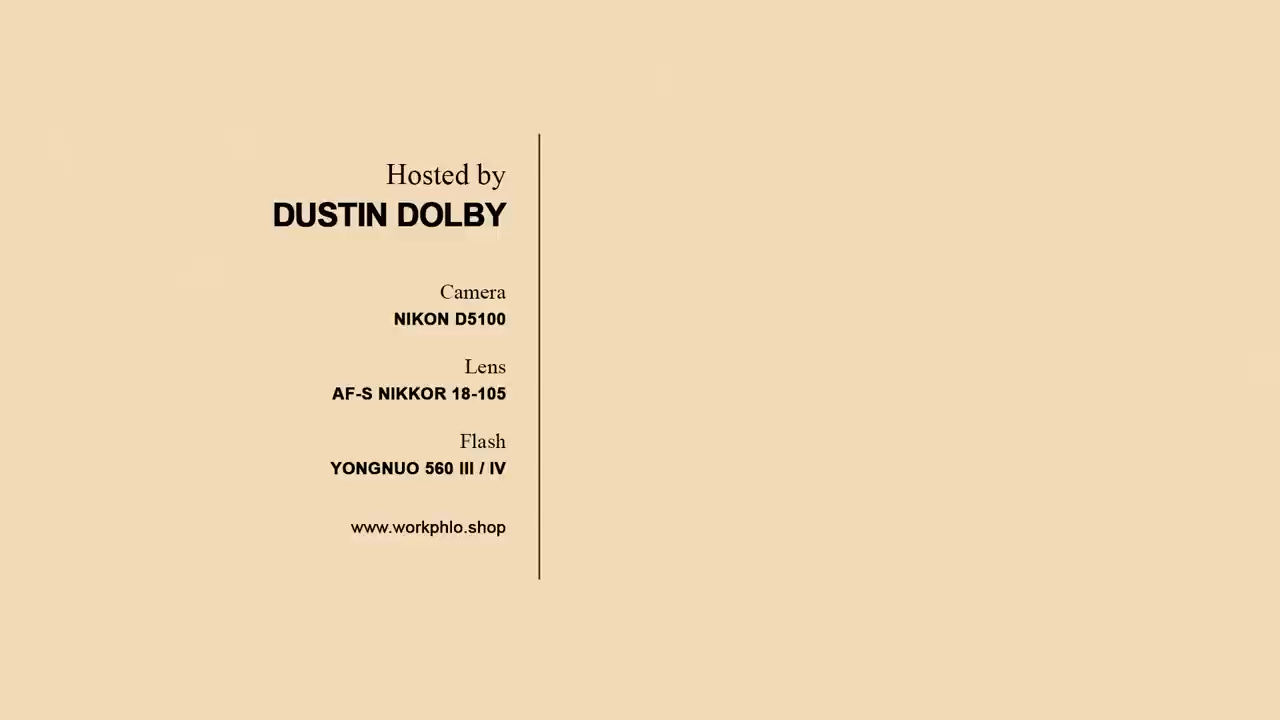 Hosted by
DUSTIN DOLBY
Camera
NIKON D5100
Lens
AF-S NIKKOR 18-105
Flash
YONGNUO 560 III / IV
www.workphlo.shop